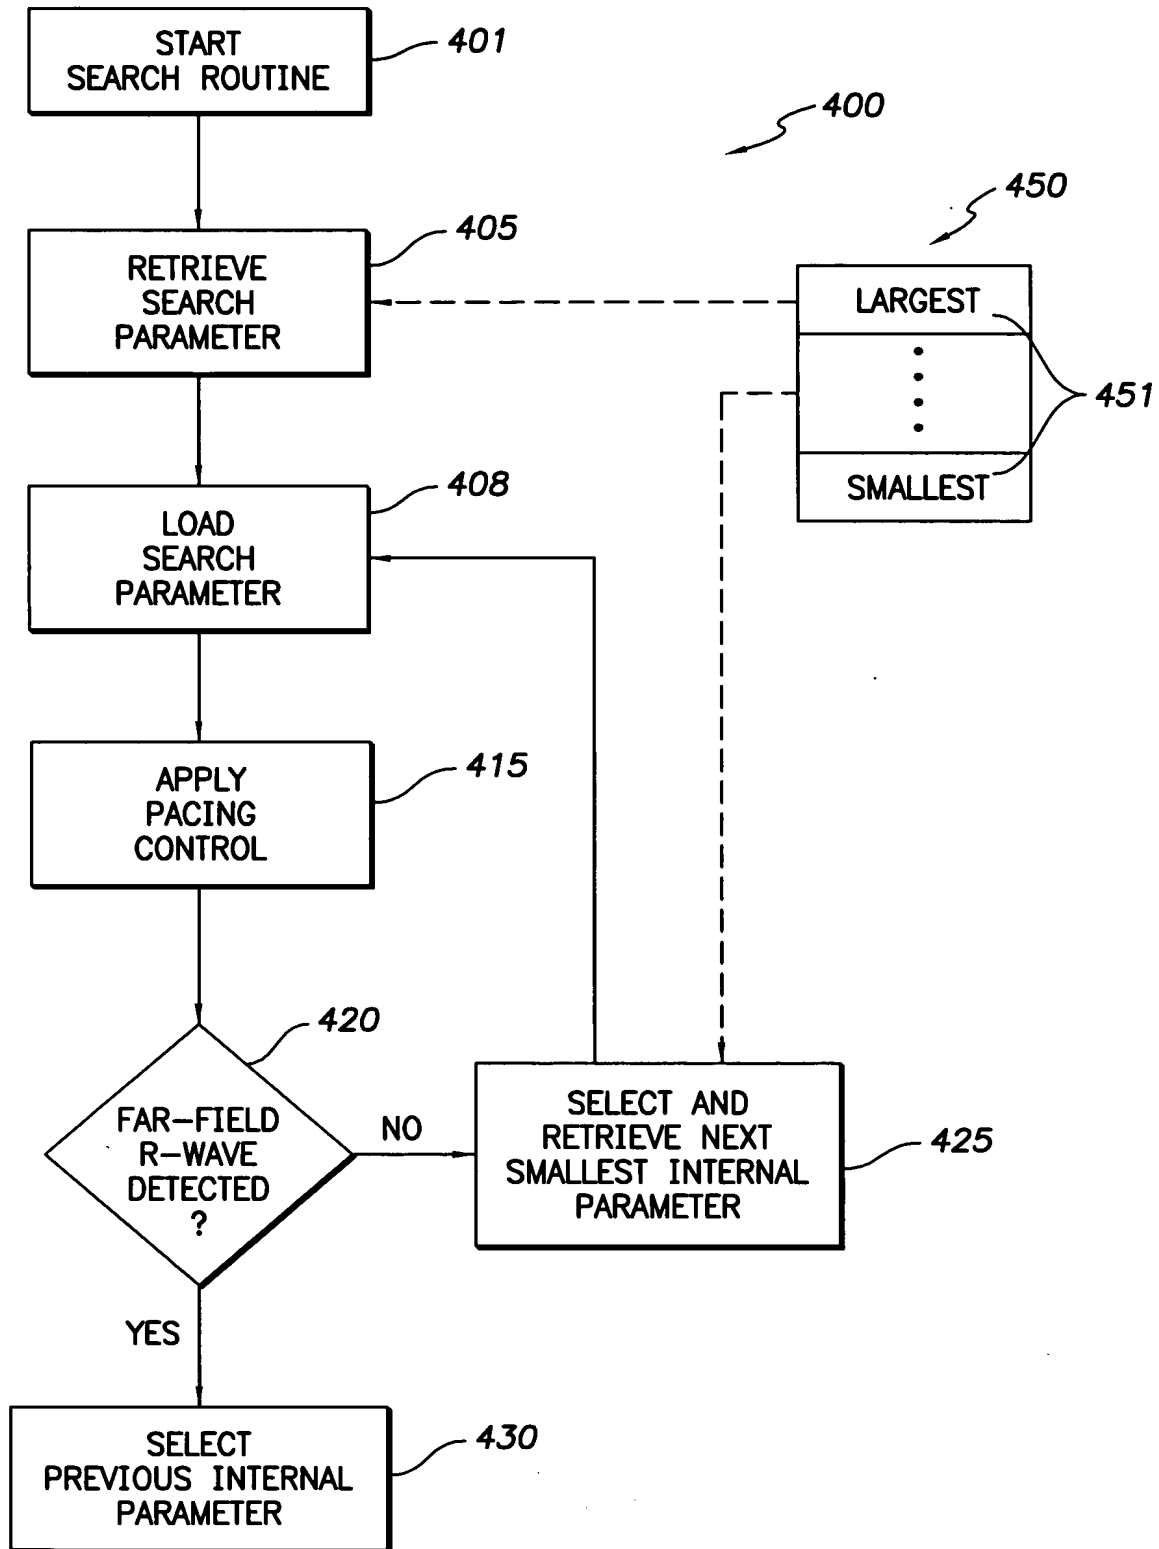 START
SEARCH ROUTINE
401
400
450
RETRIEVE
SEARCH
PARAMETER
405
LARGEST
SMALLEST
451
LOAD
SEARCH
PARAMETER
408
APPLY
PACING
CONTROL
415
FAR-FIELD
R-WAVE
DETECTED
?
420
NO
SELECT AND
RETRIEVE NEXT
SMALLEST INTERNAL
PARAMETER
425
YES
SELECT
PREVIOUS INTERNAL
PARAMETER
430